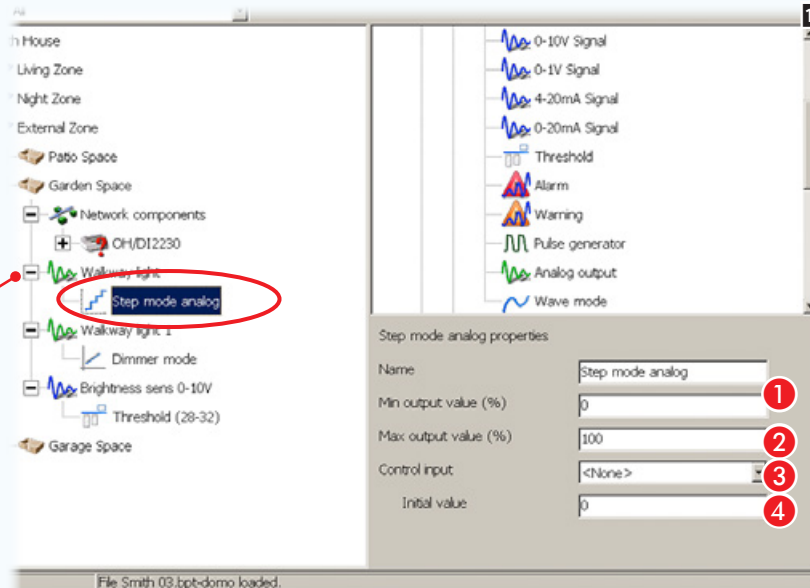 All
h House
Living Zone
Night Zone
External Zone
Patio Space
Garden Space
Network components
OH/DI2230
Walkway light
Step mode analog
Walkway light 1
Dimmer mode
Brightness sens 0-10V
Threshold (28-32)
Garage Space
0-10V Signal
0-1V Signal
4-20mA Signal
0-20mA Signal
Threshold
Alarm
Warning
Pulse generator
Analog output
Wave mode
Step mode analog properties
Name
Step mode analog
Min output value (%)
0
1
Max output value (%)
100
2
Control input
<None>
3
Initial value
0
4
File Smith 03.bpt-domo loaded.